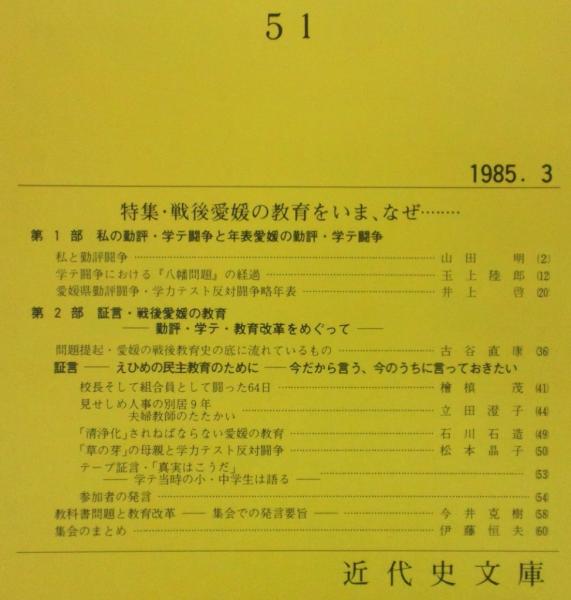 51
1985. 3
特集・戦後愛媛の教育をいま、なぜ……
第1部 私の勤評・学テ闘争と年表愛媛の勤評・学テ闘争
私と勤評闘争 山田 明 (2)
学テ闘争における『八幡問題』の経過 玉上陸郎 (12)
愛媛県勤評闘争・学力テスト反対闘争略年表 井上 啓 (20)
第2部 証言・戦後愛媛の教育
―― 勤評・学テ・教育改革をめぐって ――
問題提起・愛媛の戦後教育史の底に流れているもの 古谷直康 (36)
証言 ―― えひめの民主教育のために ―― 今だから言う、今のうちに言っておきたい
校長そして組合員として闘った64日 檜槙 茂 (41)
見せしめ人事の別居9年
夫婦教師のたたかい 立田澄子 (44)
「清浄化」されねばならない愛媛の教育 石川石造 (49)
「草の芽」の母親と学力テスト反対闘争 松本晶子 (50)
テープ証言・「真実はこうだ」
―― 学テ当時の小・中学生は語る ―― (53)
参加者の発言 (54)
教科書問題と教育改革 ―― 集会での発言要旨 ―― 今井克樹 (58)
集会のまとめ 伊藤恒夫 (60)
近代史文庫